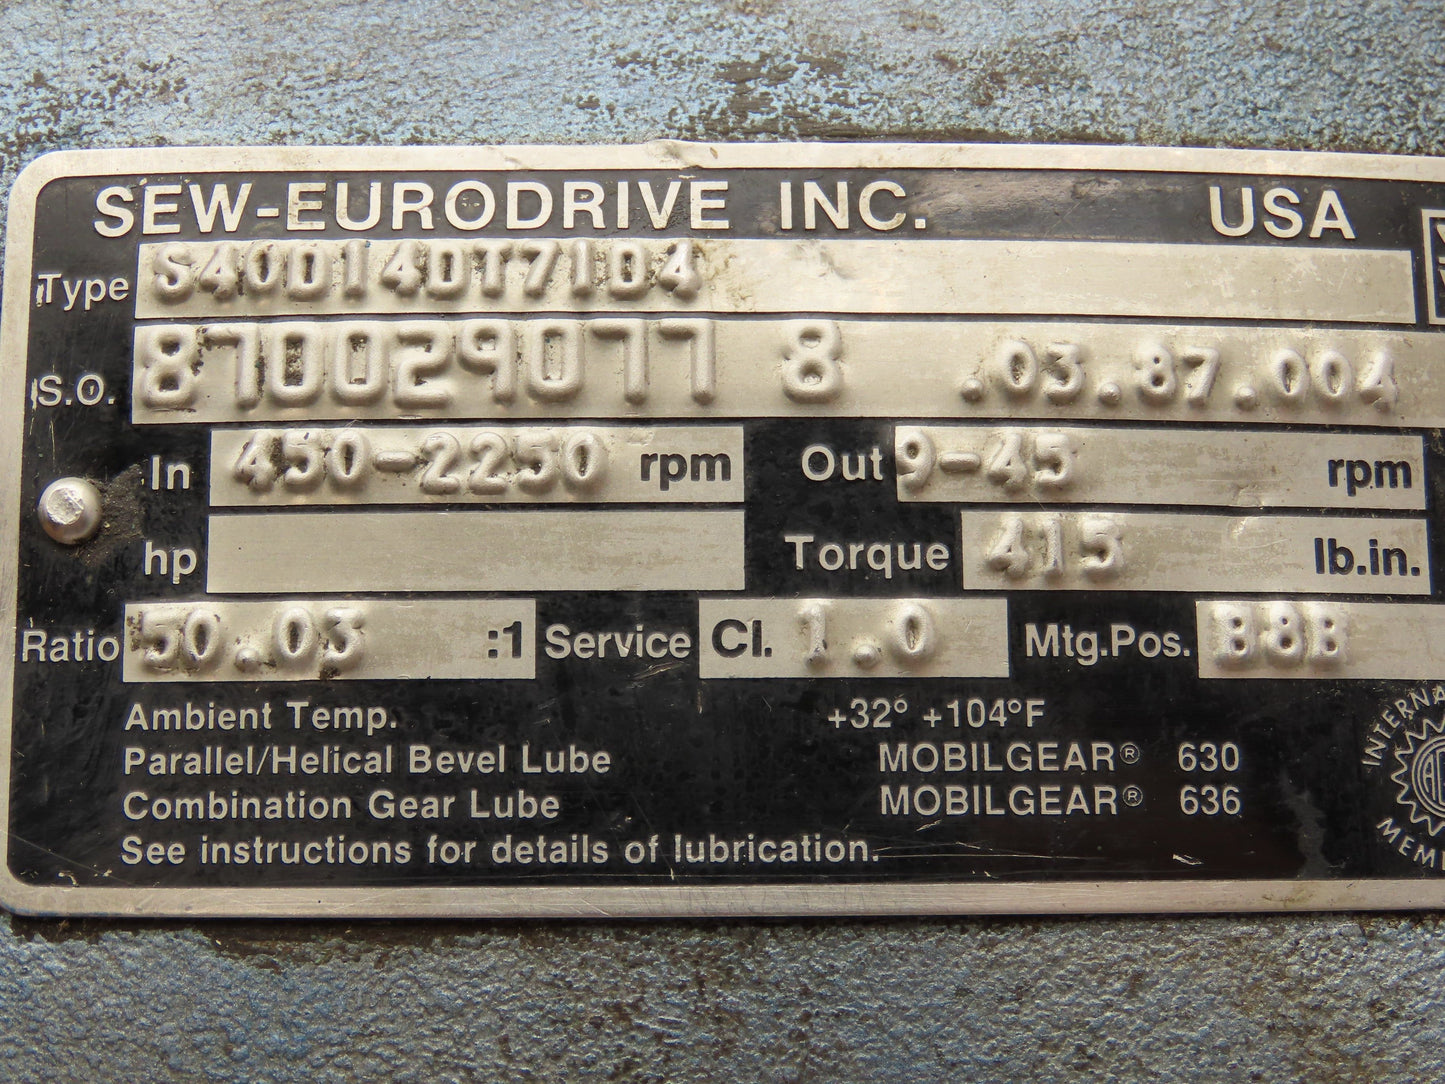 SEW-EURODRIVE INC. USA
Type S40D14DT71D4
S.O. 870029077 8 .03.87.004
In 450-2250 rpm Out 9-45 rpm
hp Torque 415 lb.in.
Ratio 50.03 :1 Service Cl. 1.0 Mtg.Pos. B8B
Ambient Temp. +32° +104°F
Parallel/Helical Bevel Lube MOBILGEAR® 630
Combination Gear Lube MOBILGEAR® 636
See instructions for details of lubrication.